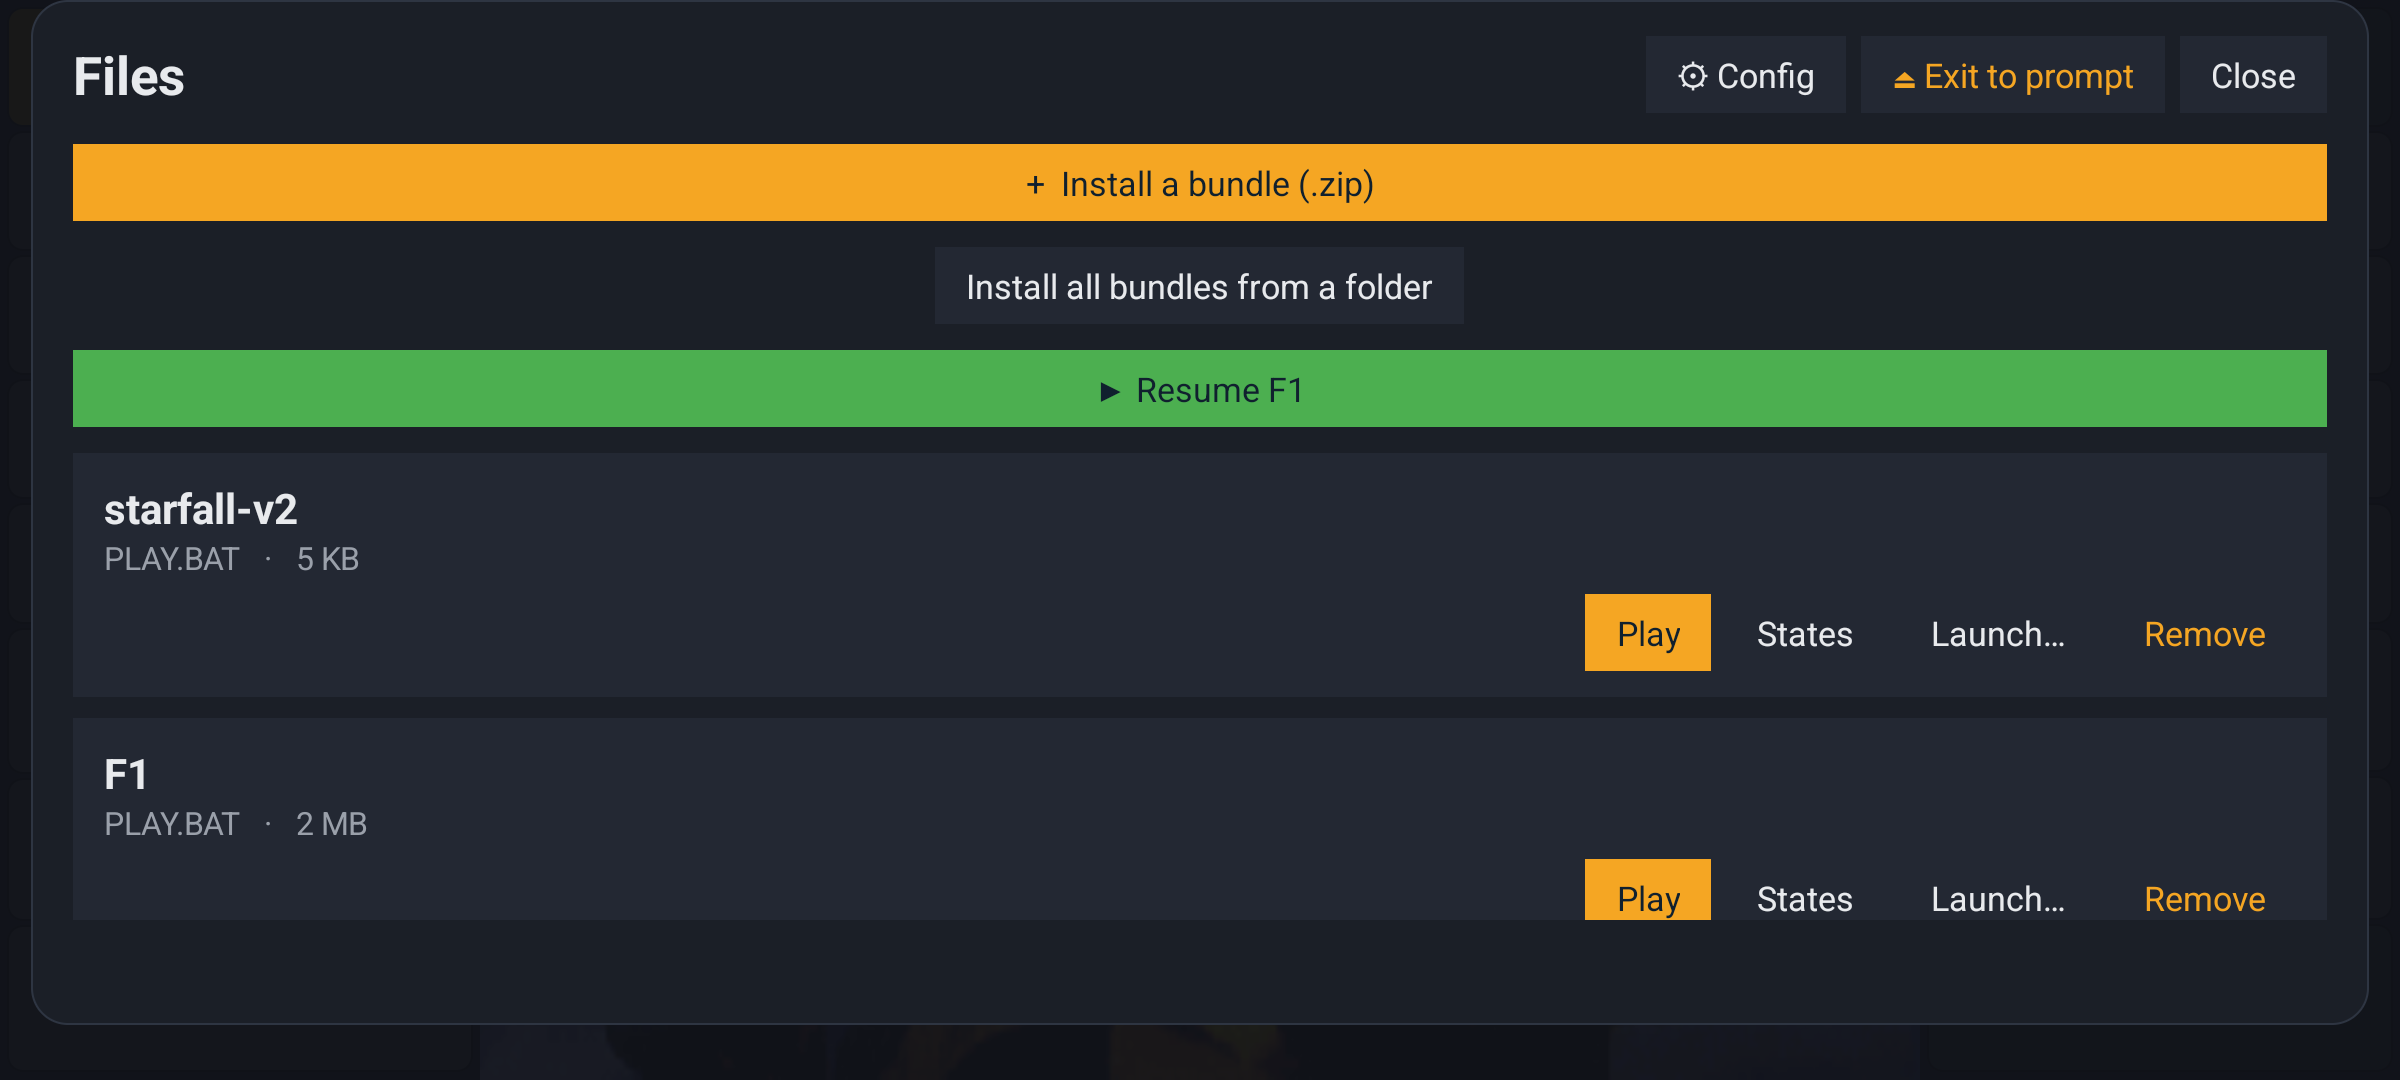 Files
⚙ Config
⏏ Exit to prompt
Close
+ Install a bundle (.zip)
Install all bundles from a folder
▶ Resume F1
starfall-v2
PLAY.BAT · 5 KB
Play States Launch... Remove
F1
PLAY.BAT · 2 MB
Play States Launch... Remove